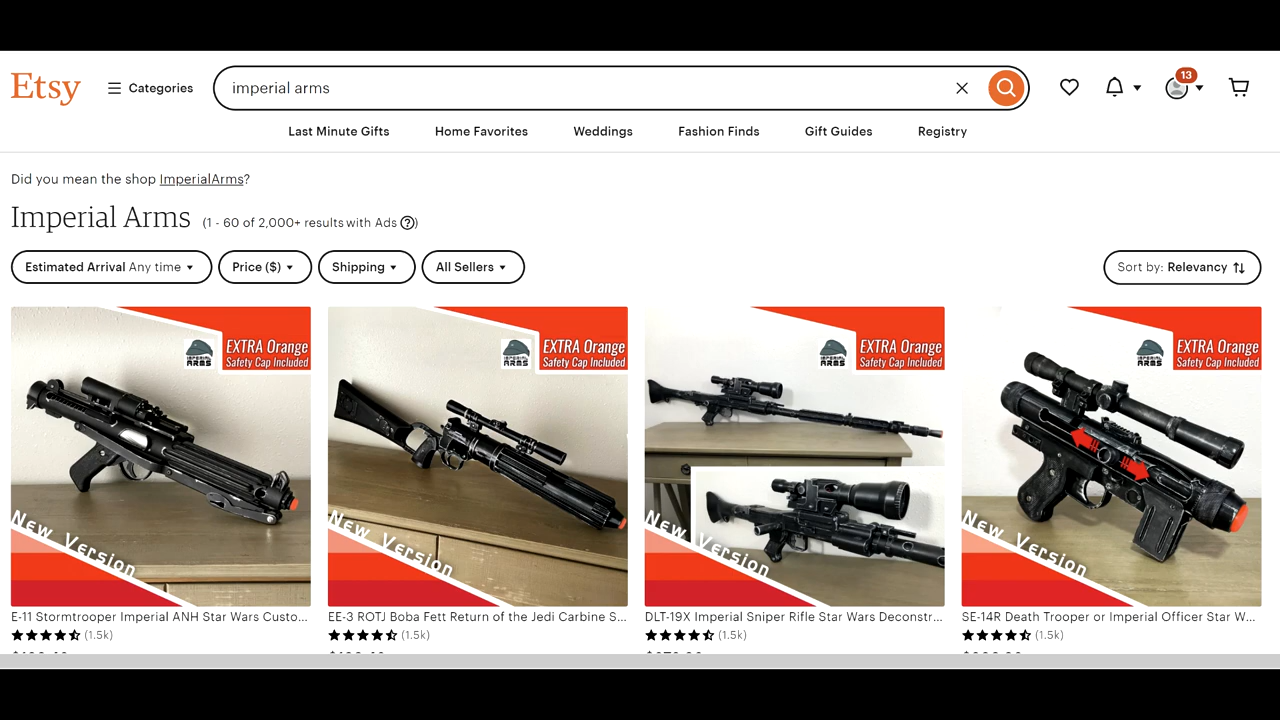 Etsy
Categories
imperial arms
13
Last Minute Gifts
Home Favorites
Weddings
Fashion Finds
Gift Guides
Registry
Did you mean the shop ImperialArms?
Imperial Arms
(1 - 60 of 2,000+ results with Ads ?)
Estimated Arrival Any time
Price ($)
Shipping
All Sellers
Sort by: Relevancy
IMPERIAL ARMS
EXTRA Orange
Safety Cap Included
New Version
IMPERIAL ARMS
EXTRA Orange
Safety Cap Included
New Version
IMPERIAL ARMS
EXTRA Orange
Safety Cap Included
New Version
IMPERIAL ARMS
EXTRA Orange
Safety Cap Included
New Version
E-11 Stormtrooper Imperial ANH Star Wars Custo...
EE-3 ROTJ Boba Fett Return of the Jedi Carbine S...
DLT-19X Imperial Sniper Rifle Star Wars Deconstr...
SE-14R Death Trooper or Imperial Officer Star W...
(1.5k)
(1.5k)
(1.5k)
(1.5k)